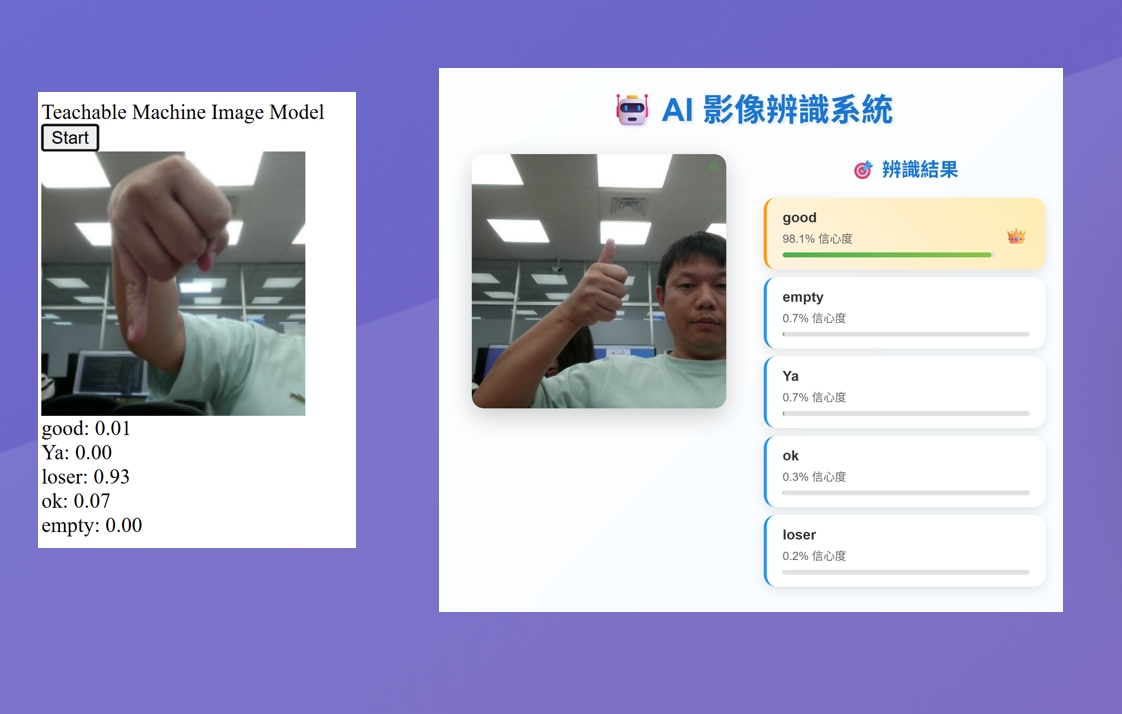 Teachable Machine Image Model
Start
good: 0.01
Ya: 0.00
loser: 0.93
ok: 0.07
empty: 0.00
AI 影像辨識系統
辨識結果
good
98.1% 信心度
empty
0.7% 信心度
Ya
0.7% 信心度
ok
0.3% 信心度
loser
0.2% 信心度